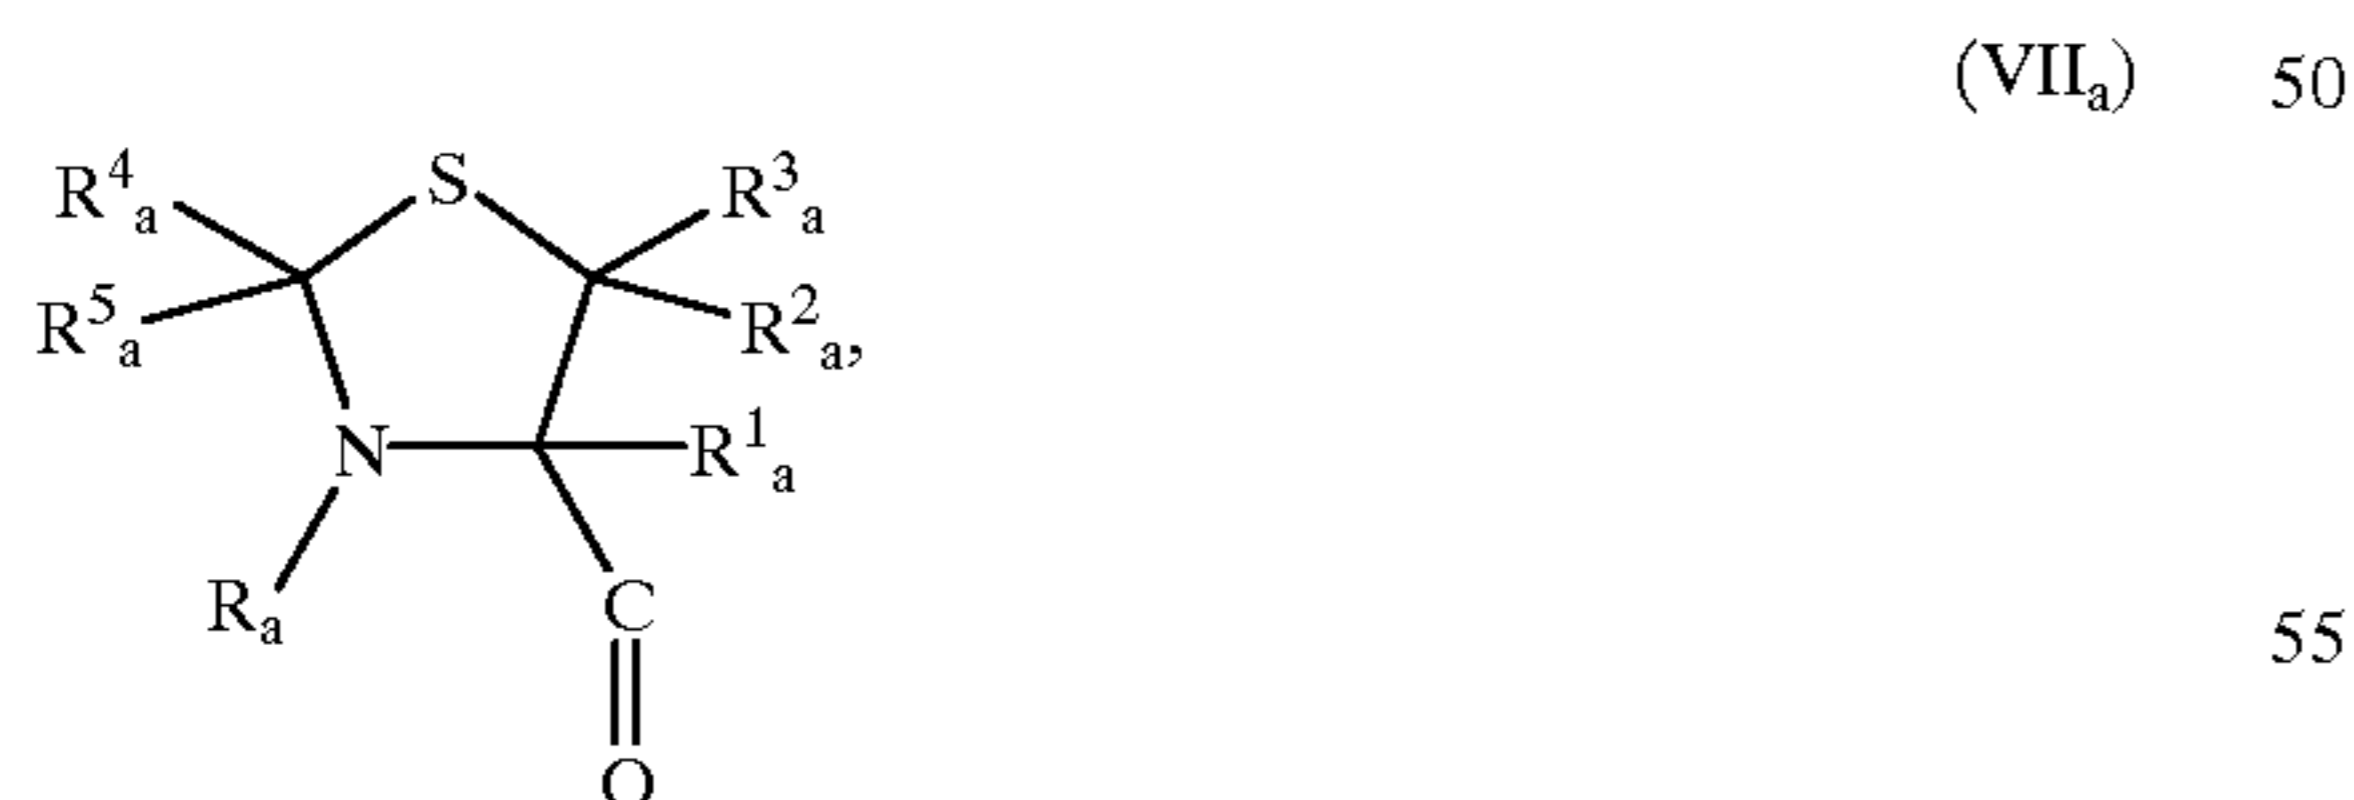 (VIIₐ) 50
R⁴ₐ S R³ₐ
R⁵ₐ R²ₐ,
N R¹ₐ
Rₐ C 55
O